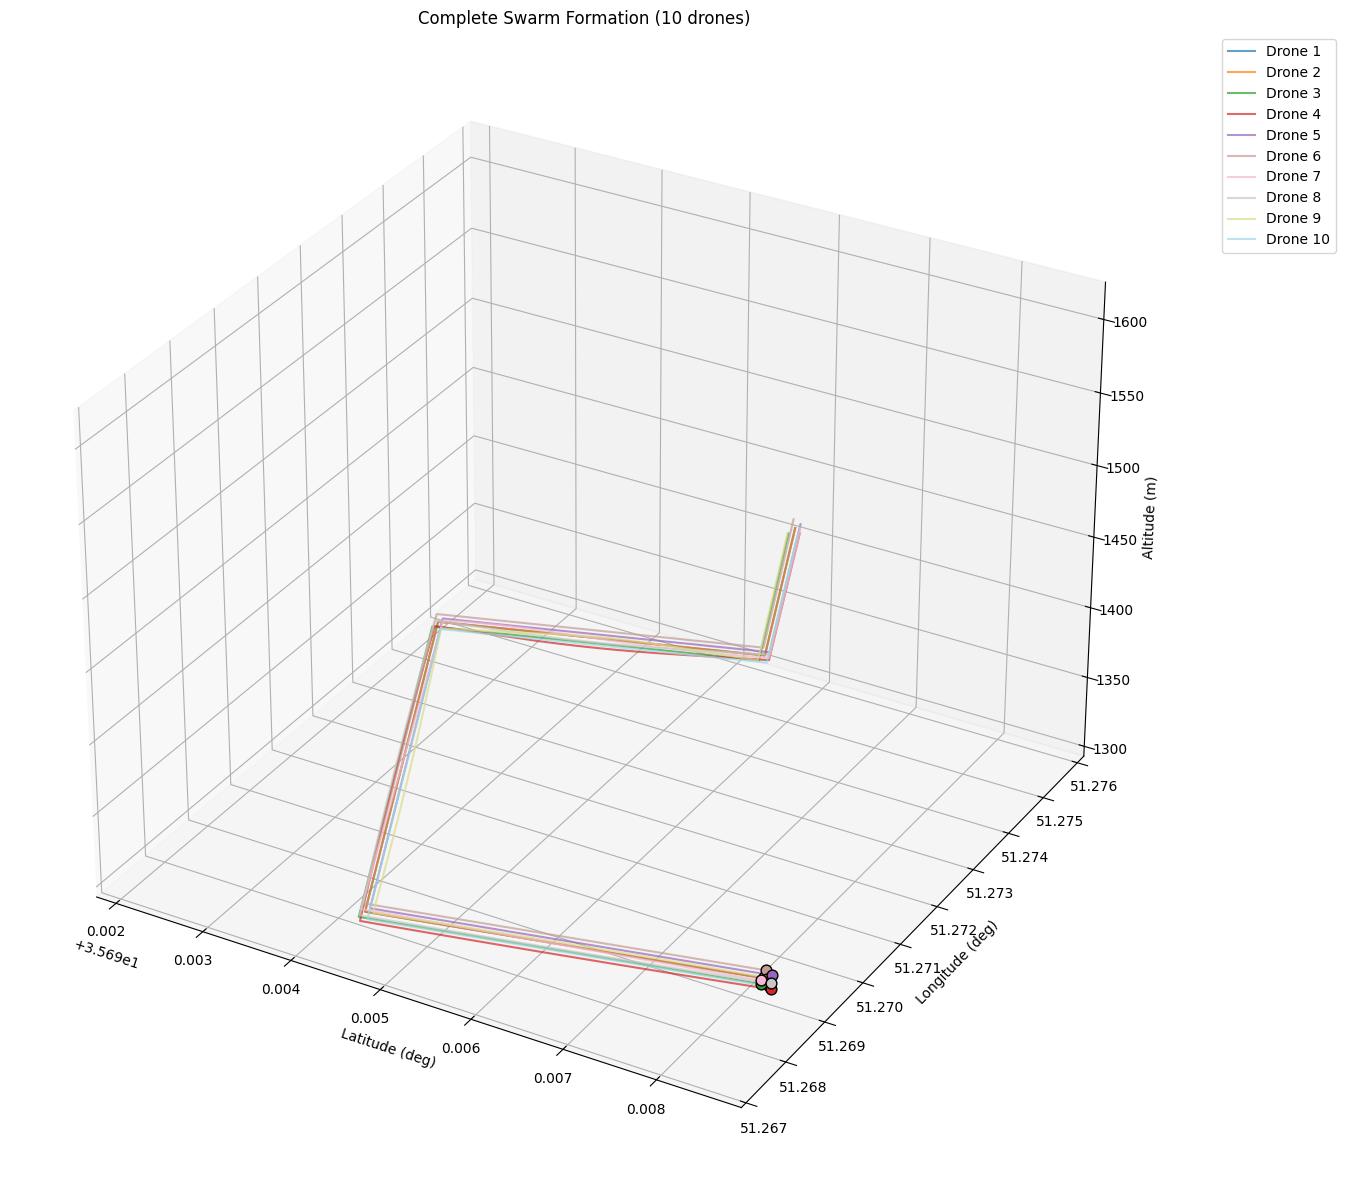 Complete Swarm Formation (10 drones)
Drone 1
Drone 2
Drone 3
Drone 4
Drone 5
Drone 6
Drone 7
Drone 8
Drone 9
Drone 10
1600
1550
1500
1450
1400
1350
1300
Altitude (m)
51.276
51.275
51.274
51.273
51.272
51.271
51.270
51.269
51.268
51.267
Longitude (deg)
0.002
0.003
0.004
0.005
0.006
0.007
0.008
+3.569e1
Latitude (deg)